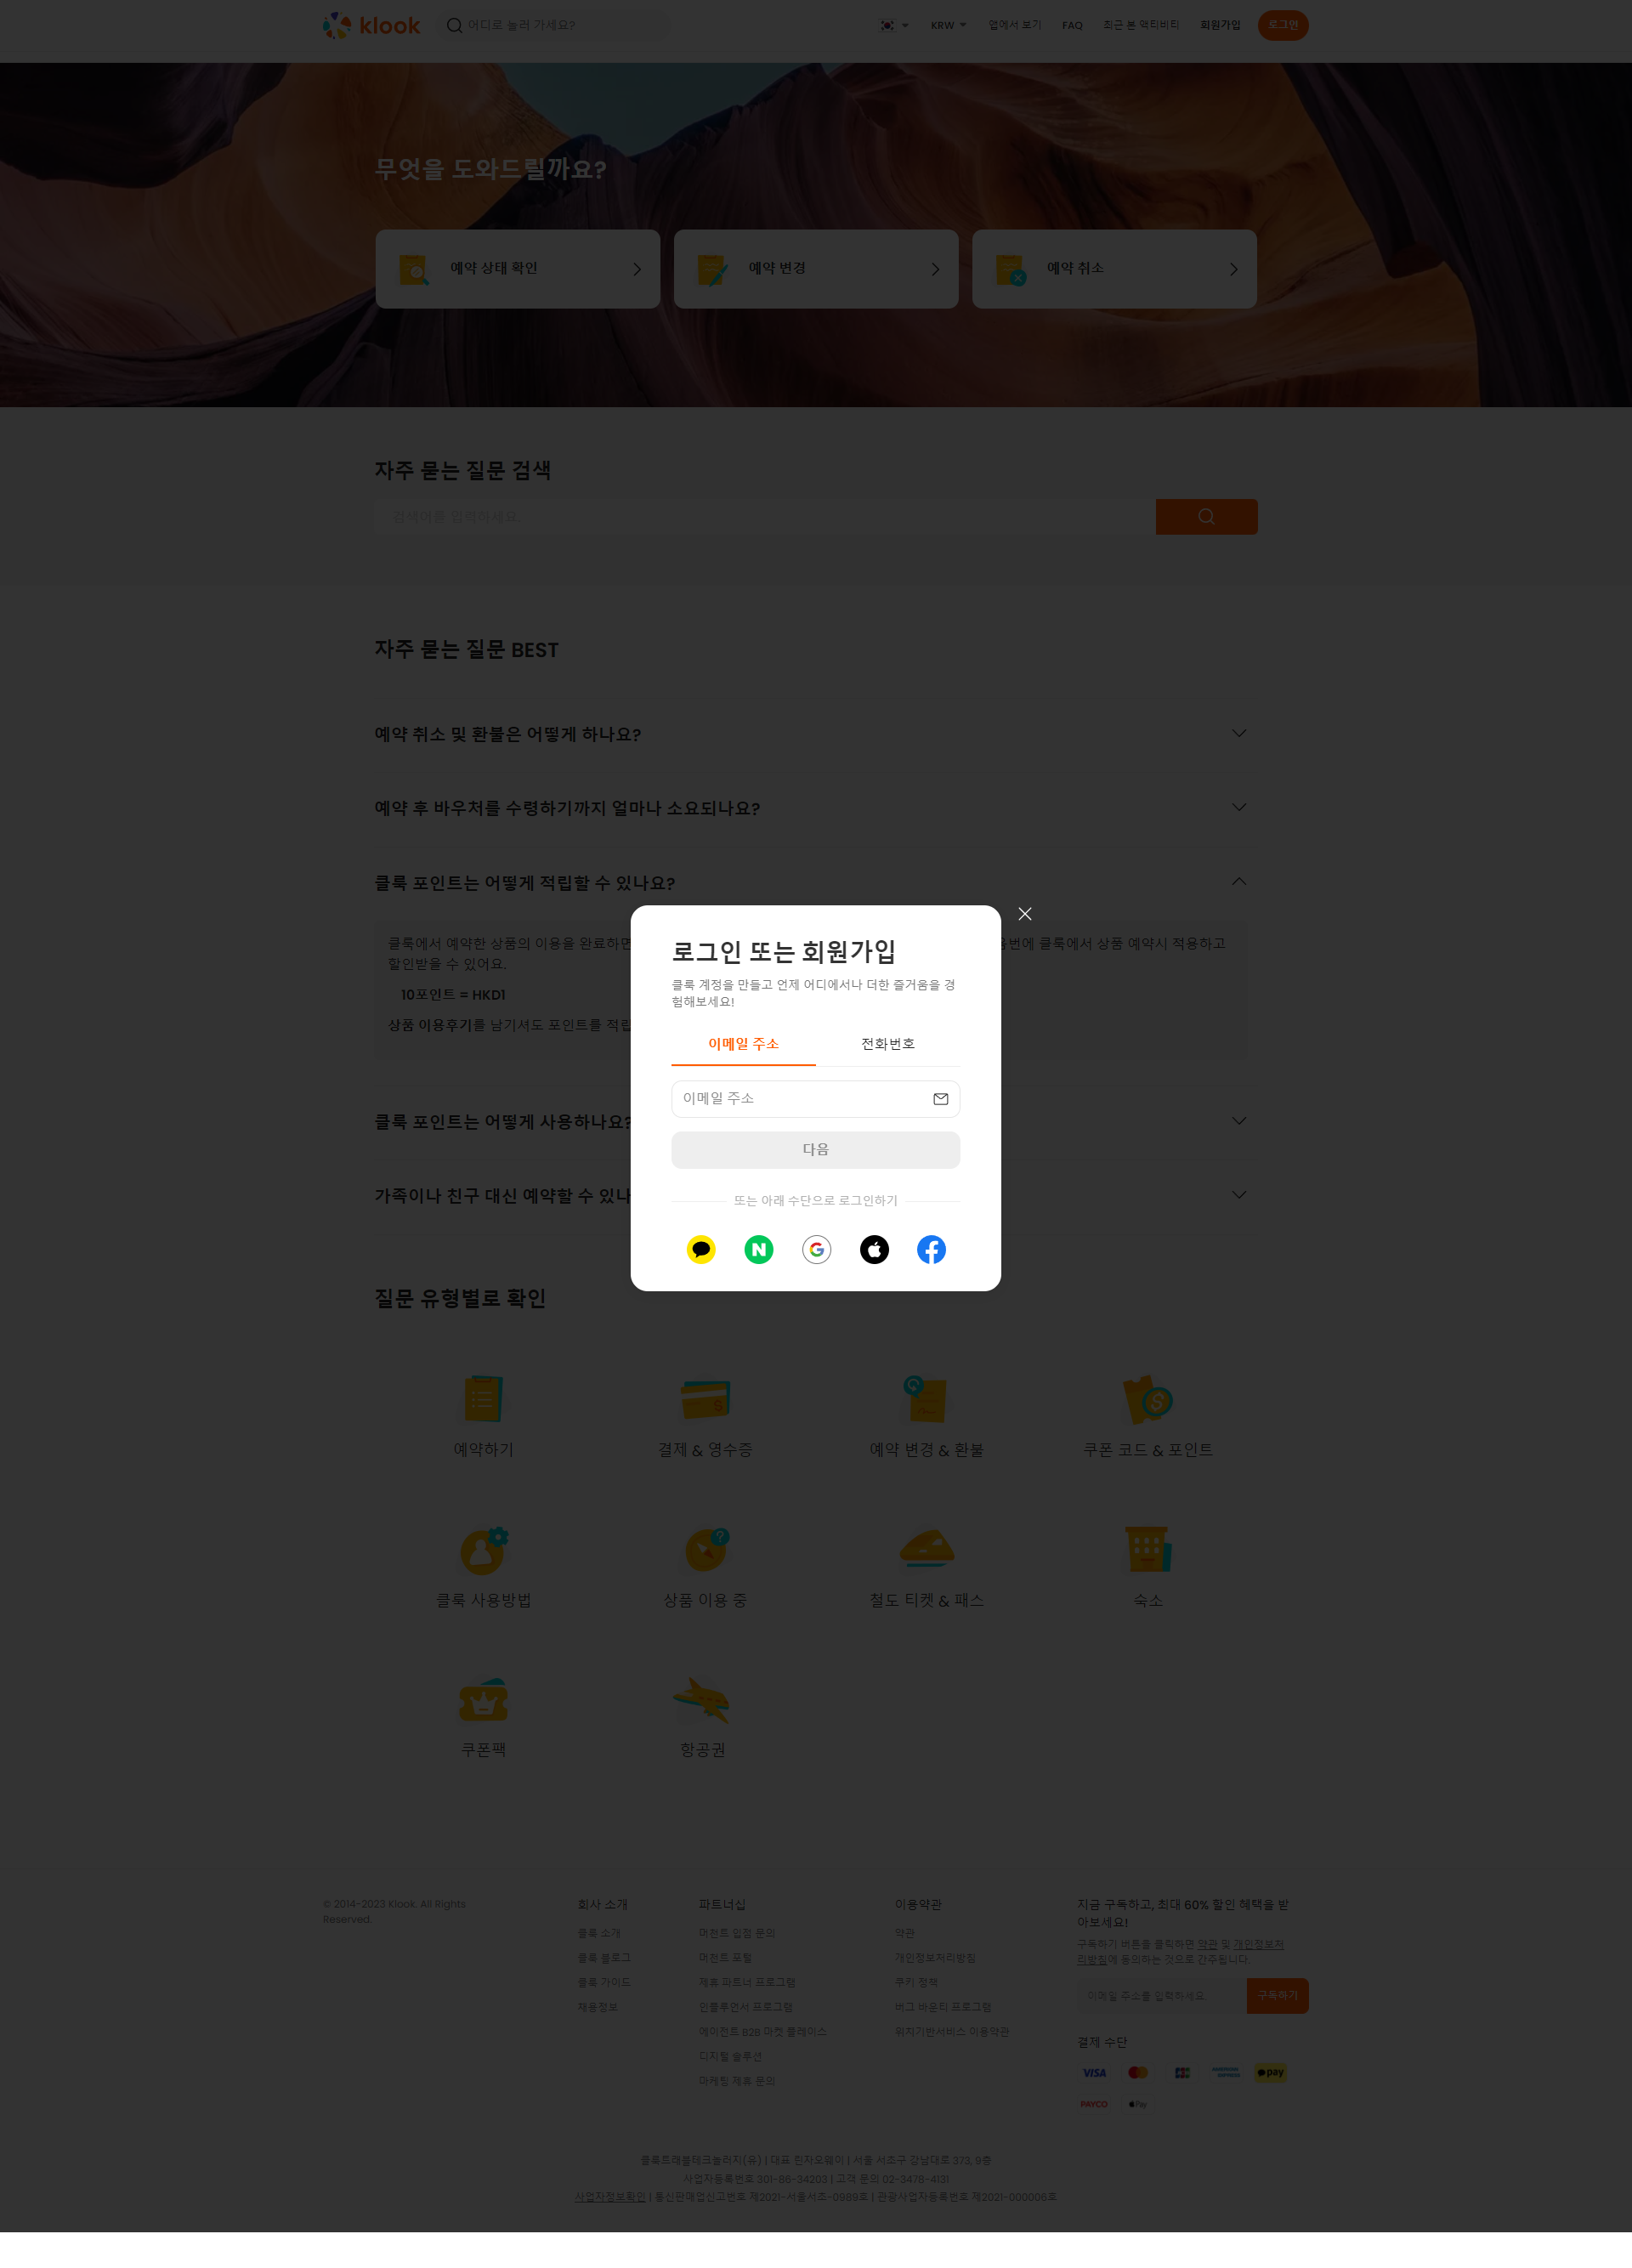 klook
어디로 놀러 가세요?
KRW
앱에서 보기
FAQ
최근 본 액티비티
회원가입
로그인
무엇을 도와드릴까요?
예약 상태 확인
예약 변경
예약 취소
자주 묻는 질문 검색
검색어를 입력하세요.
자주 묻는 질문 BEST
예약 취소 및 환불은 어떻게 하나요?
예약 후 바우처를 수령하기까지 얼마나 소요되나요?
클룩 포인트는 어떻게 적립할 수 있나요?
클룩에서 예약한 상품의 이용을 완료하면
음번에 클룩에서 상품 예약시 적용하고
할인받을 수 있어요.
10포인트 = HKD1
상품 이용후기를 남기셔도 포인트를 적립
클룩 포인트는 어떻게 사용하나요?
가족이나 친구 대신 예약할 수 있나
로그인 또는 회원가입
클룩 계정을 만들고 언제 어디에서나 더한 즐거움을 경
험해보세요!
이메일 주소
전화번호
이메일 주소
다음
또는 아래 수단으로 로그인하기
질문 유형별로 확인
예약하기
결제 & 영수증
예약 변경 & 환불
쿠폰 코드 & 포인트
클룩 사용방법
상품 이용 중
철도 티켓 & 패스
숙소
쿠폰팩
항공권
© 2014-2023 Klook. All Rights
Reserved.
회사 소개
클룩 소개
클룩 블로그
클룩 가이드
채용정보
파트너십
머천트 입점 문의
머천트 포털
제휴 파트너 프로그램
인플루언서 프로그램
에이전트 B2B 마켓 플레이스
디지털 솔루션
마케팅 제휴 문의
이용약관
약관
개인정보처리방침
쿠키 정책
버그 바운티 프로그램
위치기반서비스 이용약관
지금 구독하고, 최대 60% 할인 혜택을 받
아보세요!
구독하기 버튼을 클릭하면 약관 및 개인정보처
리방침에 동의하는 것으로 간주됩니다.
이메일 주소를 입력하세요.
구독하기
결제 수단
VISA
JCB
AMERICAN EXPRESS
pay
PAYCO
Pay
클룩트래블테크놀러지(유) | 대표 린자오웨이 | 서울 서초구 강남대로 373, 9층
사업자등록번호 301-86-34203 | 고객 문의 02-3478-4131
사업자정보확인 | 통신판매업신고번호 제2021-서울서초-0989호 | 관광사업자등록번호 제2021-000006호